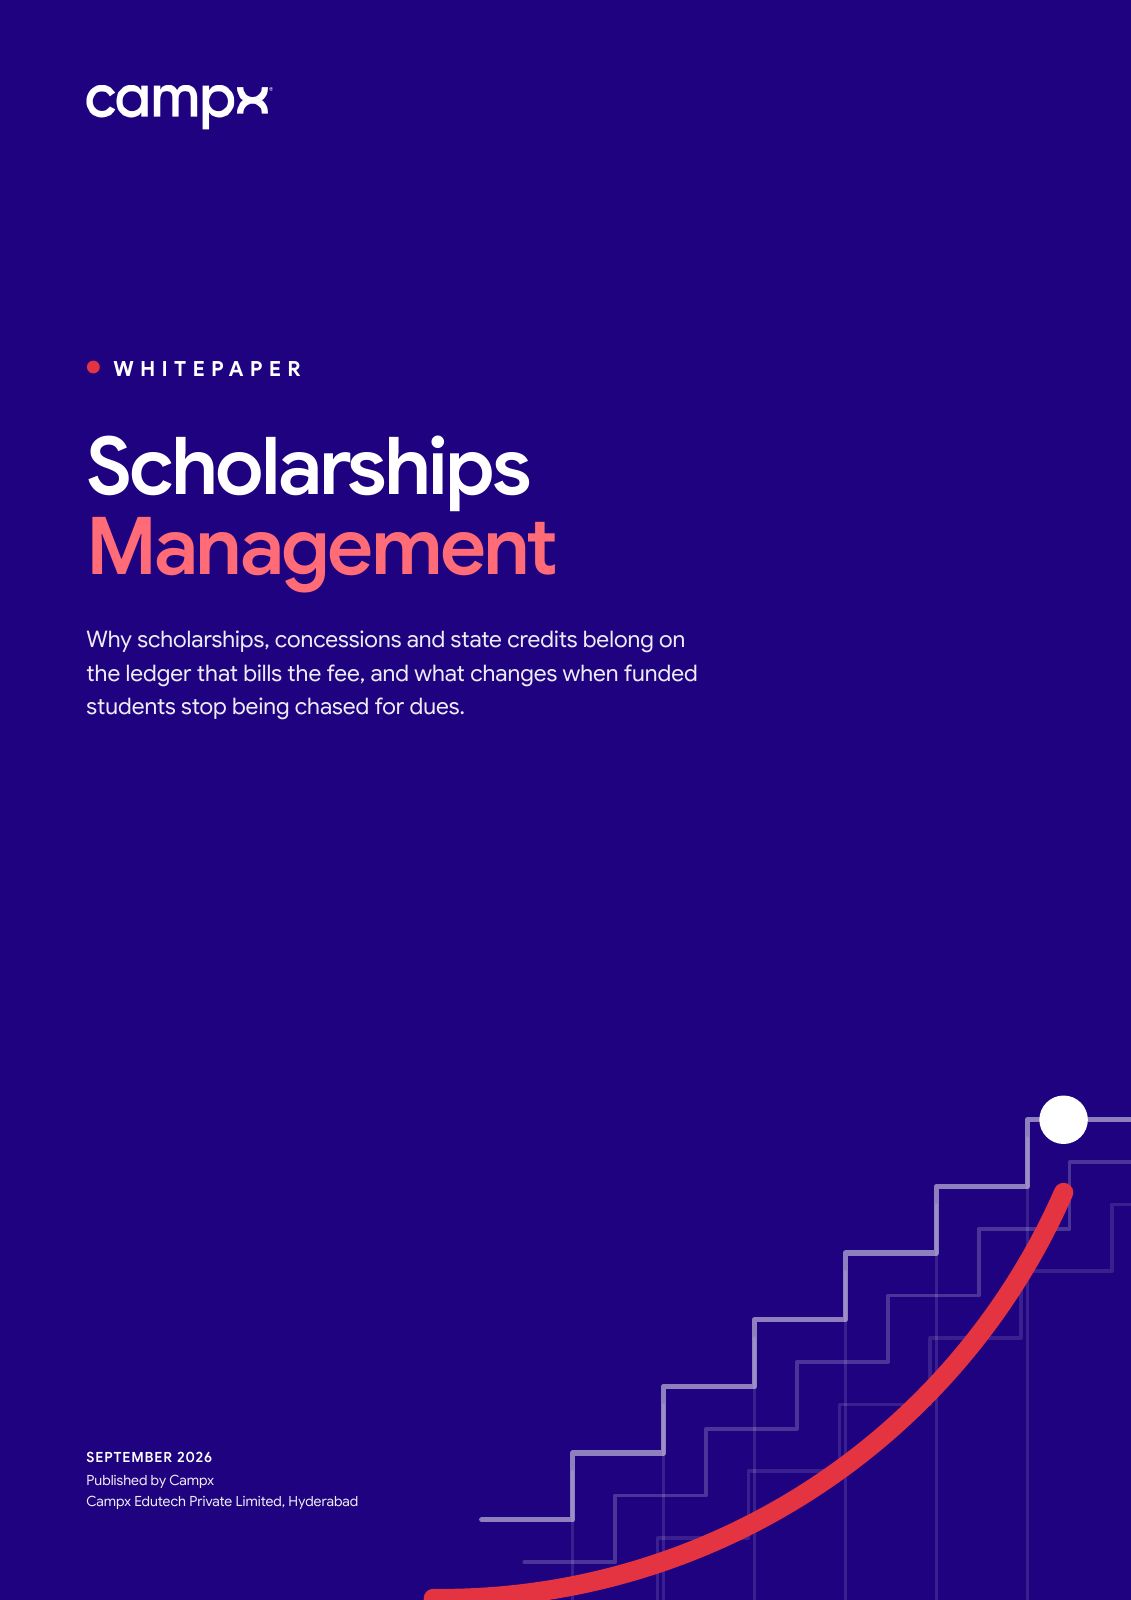 campx
WHITEPAPER
Scholarships
Management
Why scholarships, concessions and state credits belong on
the ledger that bills the fee, and what changes when funded
students stop being chased for dues.
SEPTEMBER 2026
Published by Campx
Campx Edutech Private Limited, Hyderabad